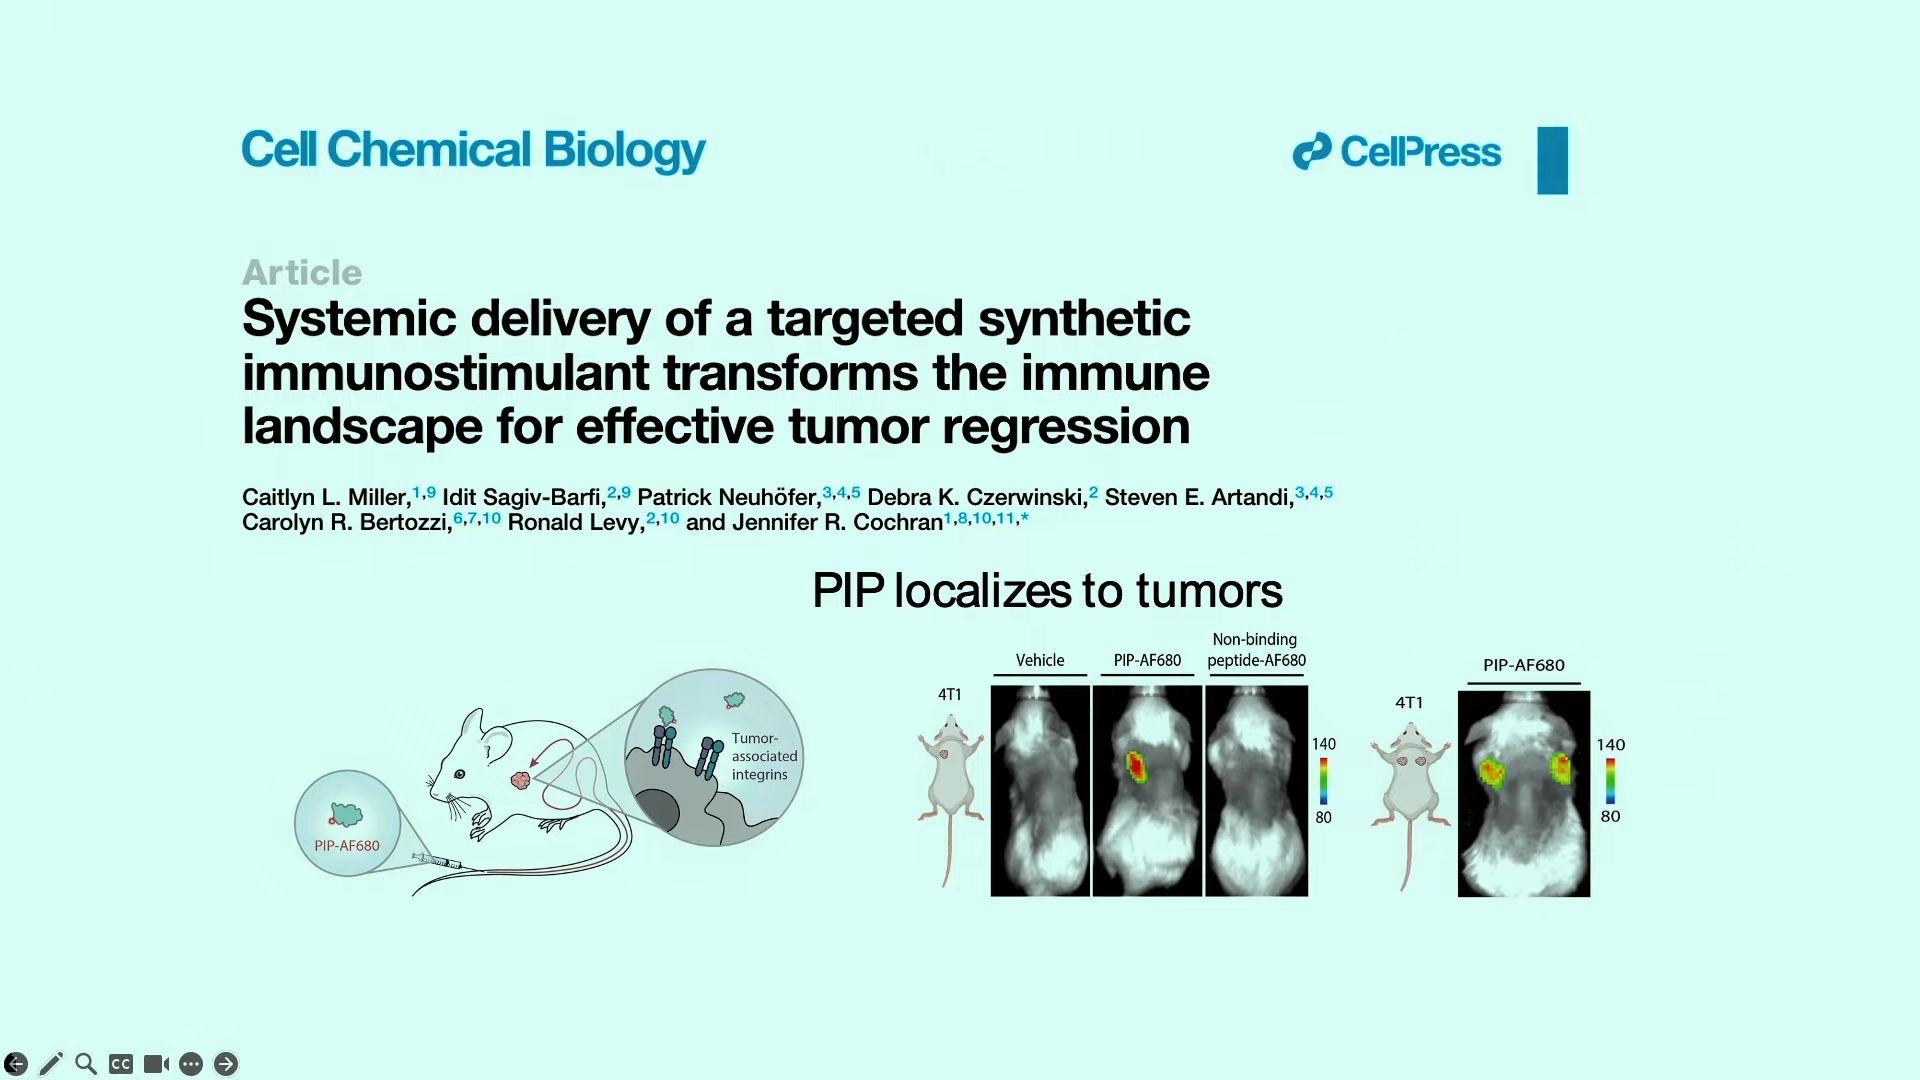 Cell Chemical Biology
CellPress
Article
Systemic delivery of a targeted synthetic
immunostimulant transforms the immune
landscape for effective tumor regression
Caitlyn L. Miller,1,9 Idit Sagiv-Barfi,2,9 Patrick Neuhöfer,3,4,5 Debra K. Czerwinski,2 Steven E. Artandi,3,4,5
Carolyn R. Bertozzi,6,7,10 Ronald Levy,2,10 and Jennifer R. Cochran1,8,10,11,*
PIP localizes to tumors
PIP-AF680
Tumor-
associated
integrins
4T1
Vehicle
PIP-AF680
Non-binding
peptide-AF680
140
80
4T1
PIP-AF680
140
80
CC